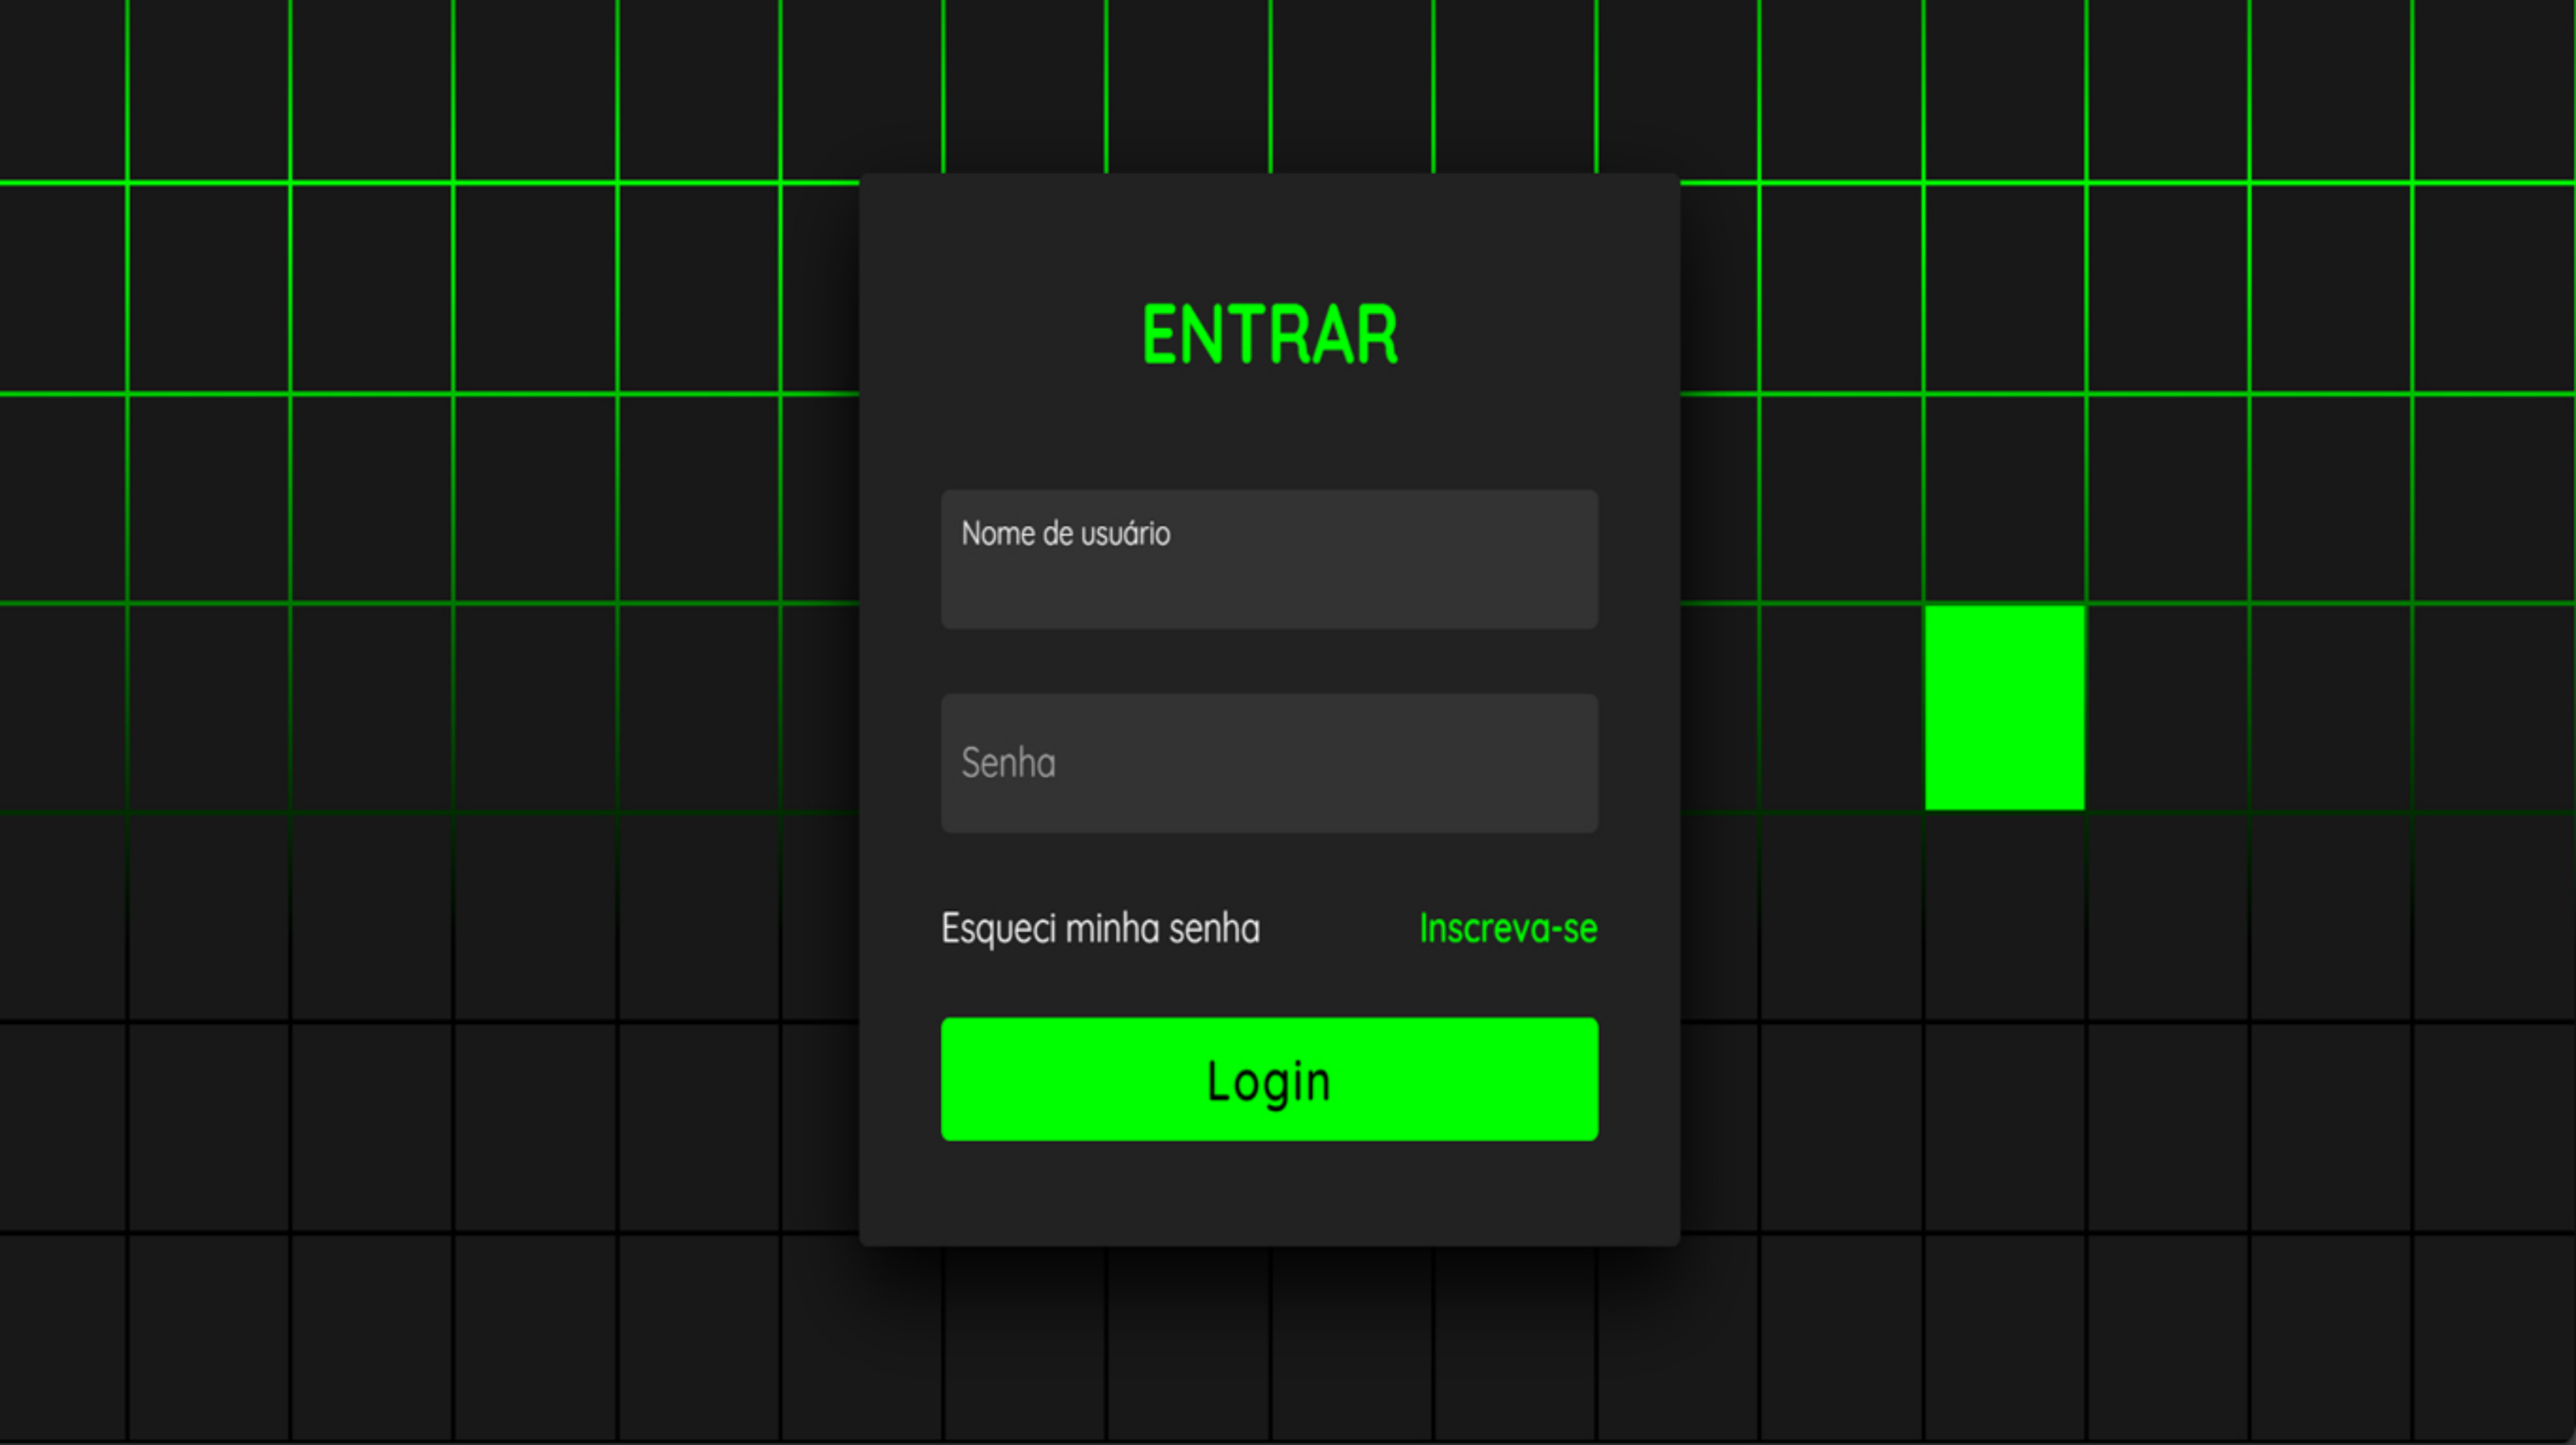 ENTRAR
Nome de usuário
Senha
Esqueci minha senha Inscreva-se
Login